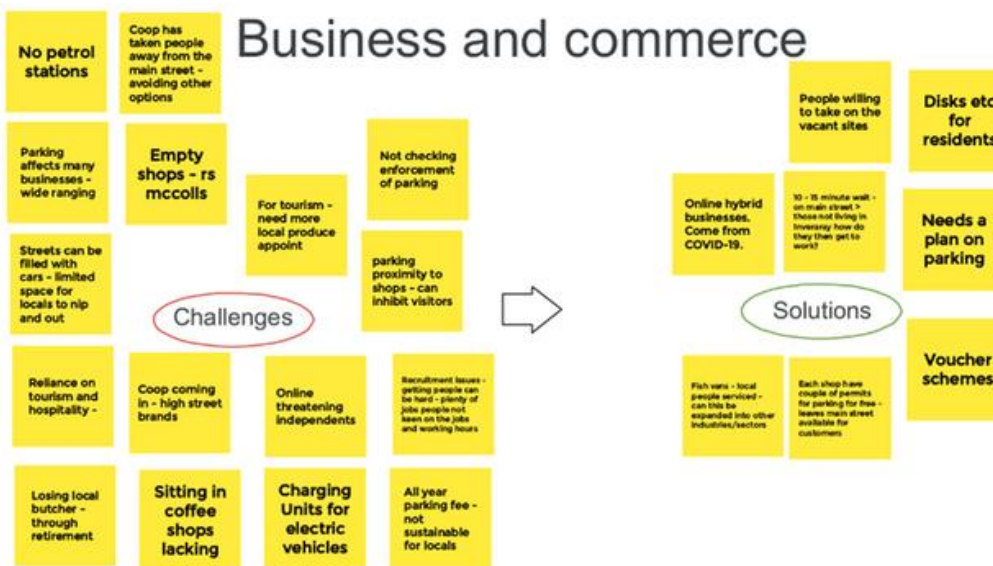 Business and commerce
No petrol
stations
Coop has
taken people
away from the
main street -
avoiding other
options
Parking
affects many
businesses -
wide ranging
Empty
shops - rs
mccolls
For tourism -
need more
local produce
appoint
Not checking
enforcement
of parking
Streets can be
filled with
cars - limited
space for
locals to nip
and out
parking
proximity to
shops - can
inhibit visitors
Challenges
Reliance on
tourism and
hospitality -
Coop coming
in - high street
brands
Online
threatening
independents
Recruitment issues -
getting people can
be hard - plenty of
jobs people not
keen on the jobs
and working hours
Losing local
butcher -
through
retirement
Sitting in
coffee
shops
lacking
Charging
Units for
electric
vehicles
All year
parking fee -
not
sustainable
for locals
People willing
to take on the
vacant sites
Disks etc
for
residents
Online hybrid
businesses.
Come from
COVID-19.
10 - 15 minute wait -
on main street >
those not living in
Inveraray how do
they then get to
work?
Needs a
plan on
parking
Solutions
Fish vans - local
people serviced -
can this be
expanded into other
industries/sectors
Each shop have
couple of permits
for parking for free -
leaves main street
available for
customers
Voucher
schemes